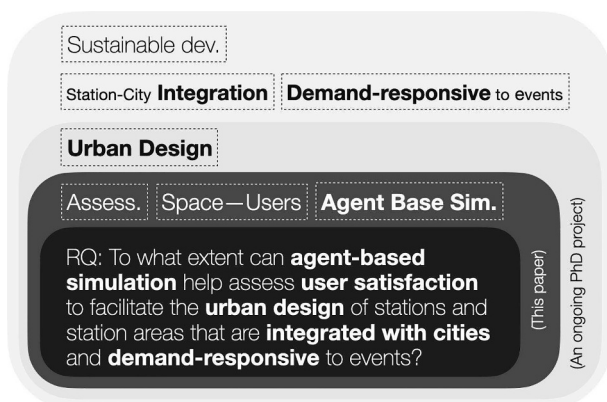 Sustainable dev.
Station-City Integration Demand-responsive to events
Urban Design
Assess. Space—Users Agent Base Sim.
RQ: To what extent can agent-based
simulation help assess user satisfaction
to facilitate the urban design of stations and
station areas that are integrated with cities
and demand-responsive to events?
(This paper)
(An ongoing PhD project)